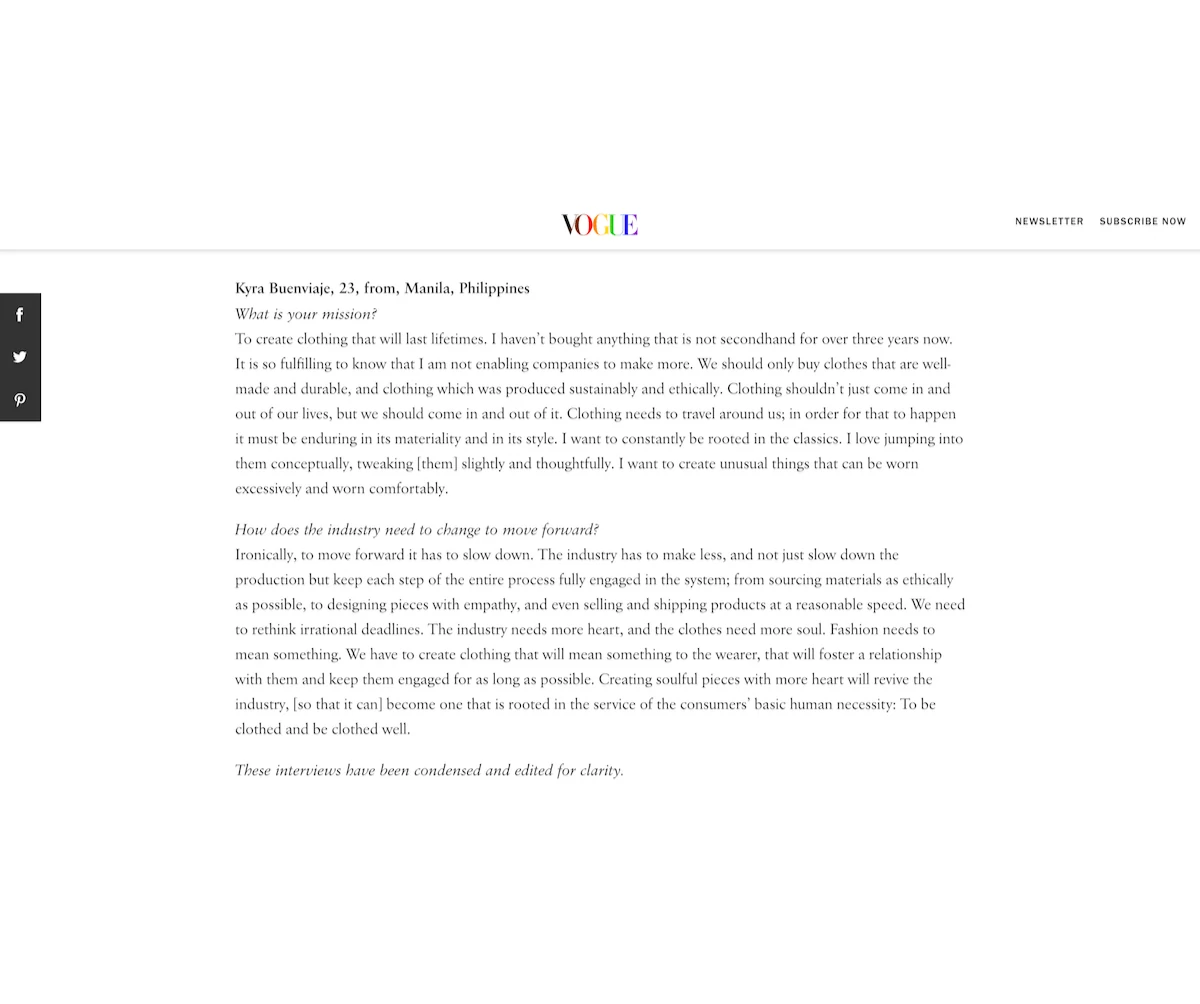 VOGUE
NEWSLETTER SUBSCRIBE NOW
Kyra Buenviaje, 23, from, Manila, Philippines
What is your mission?
To create clothing that will last lifetimes. I haven’t bought anything that is not secondhand for over three years now.
It is so fulfilling to know that I am not enabling companies to make more. We should only buy clothes that are well-
made and durable, and clothing which was produced sustainably and ethically. Clothing shouldn’t just come in and
out of our lives, but we should come in and out of it. Clothing needs to travel around us; in order for that to happen
it must be enduring in its materiality and in its style. I want to constantly be rooted in the classics. I love jumping into
them conceptually, tweaking [them] slightly and thoughtfully. I want to create unusual things that can be worn
excessively and worn comfortably.
How does the industry need to change to move forward?
Ironically, to move forward it has to slow down. The industry has to make less, and not just slow down the
production but keep each step of the entire process fully engaged in the system; from sourcing materials as ethically
as possible, to designing pieces with empathy, and even selling and shipping products at a reasonable speed. We need
to rethink irrational deadlines. The industry needs more heart, and the clothes need more soul. Fashion needs to
mean something. We have to create clothing that will mean something to the wearer, that will foster a relationship
with them and keep them engaged for as long as possible. Creating soulful pieces with more heart will revive the
industry, [so that it can] become one that is rooted in the service of the consumers’ basic human necessity: To be
clothed and be clothed well.
These interviews have been condensed and edited for clarity.